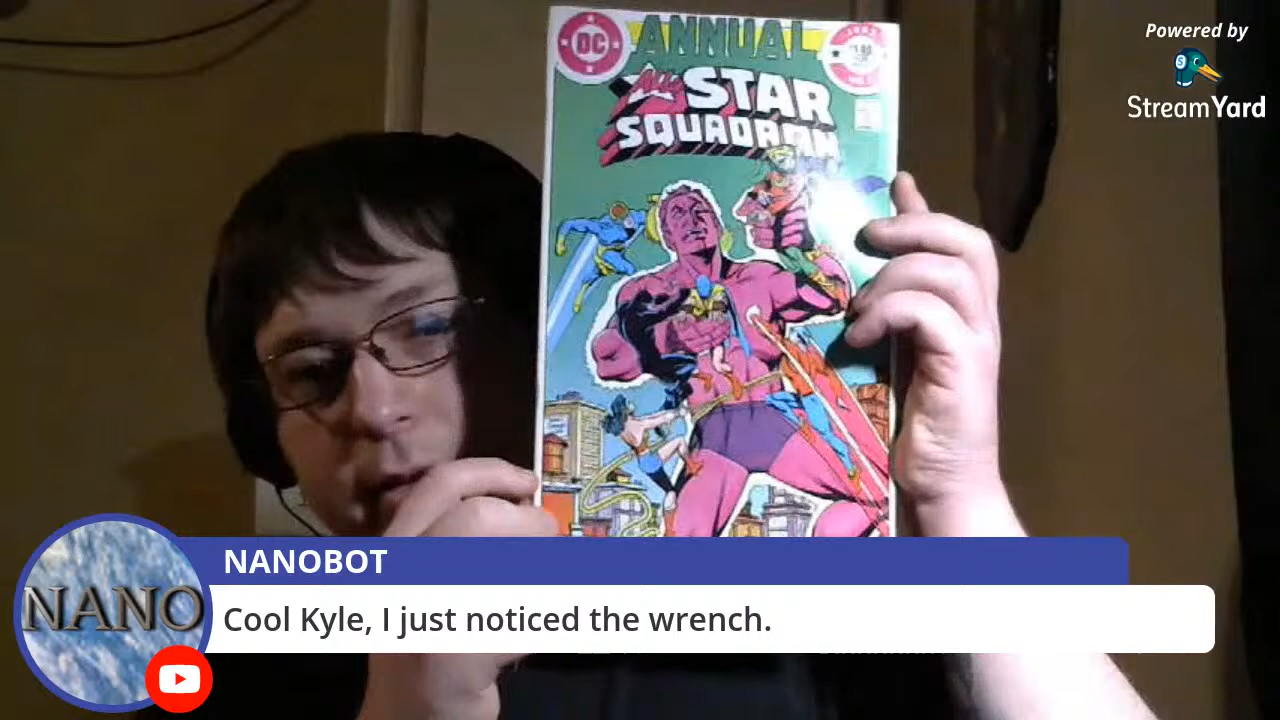 Powered by
StreamYard
DC
ANNUAL
ALL
STAR
SQUADRON
NANO
NANOBOT
Cool Kyle, I just noticed the wrench.